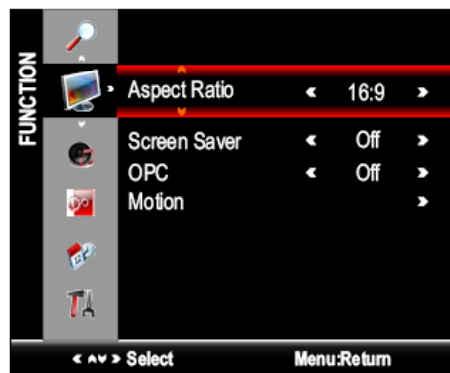 FUNCTION
Aspect Ratio 16:9
Screen Saver Off
OPC Off
Motion
Select Menu:Return